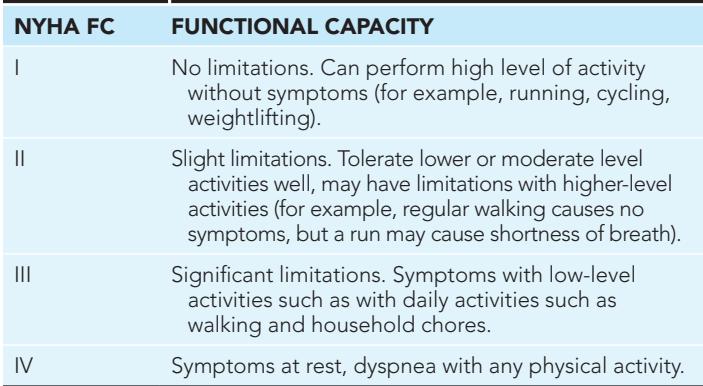 NYHA FC FUNCTIONAL CAPACITY
I No limitations. Can perform high level of activity
without symptoms (for example, running, cycling,
weightlifting).
II Slight limitations. Tolerate lower or moderate level
activities well, may have limitations with higher-level
activities (for example, regular walking causes no
symptoms, but a run may cause shortness of breath).
III Significant limitations. Symptoms with low-level
activities such as with daily activities such as
walking and household chores.
IV Symptoms at rest, dyspnea with any physical activity.